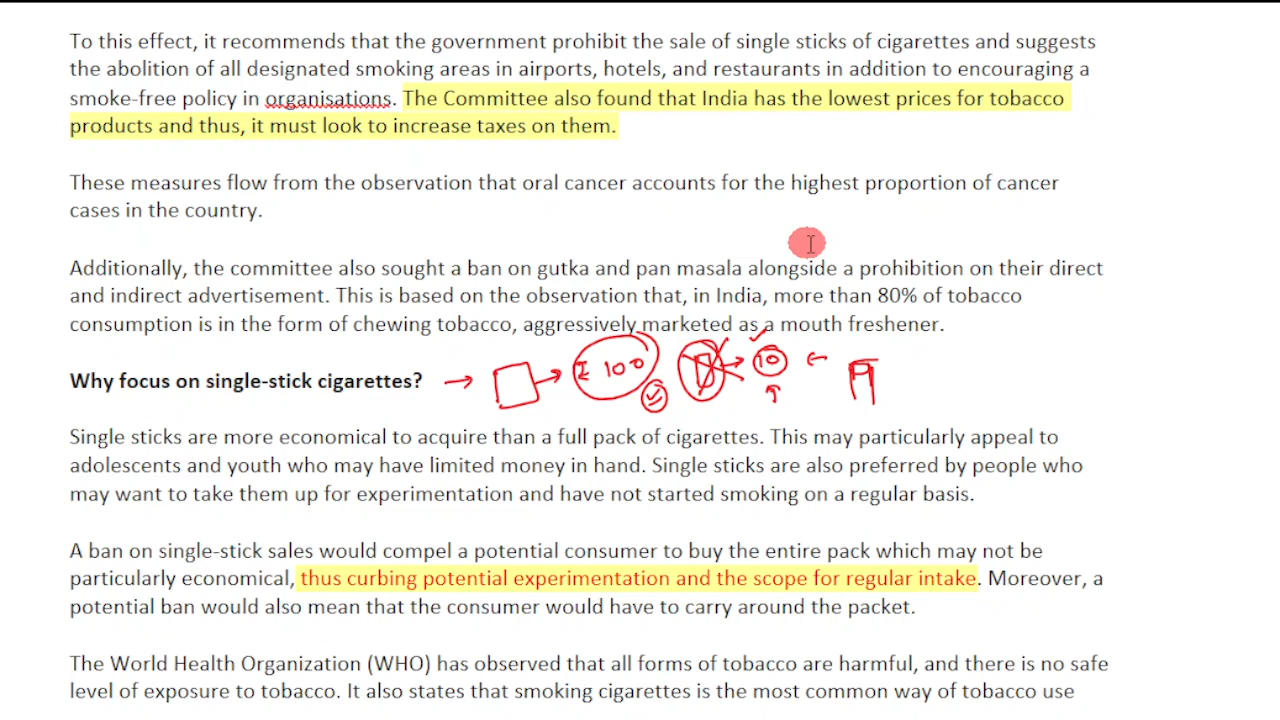 To this effect, it recommends that the government prohibit the sale of single sticks of cigarettes and suggests
the abolition of all designated smoking areas in airports, hotels, and restaurants in addition to encouraging a
smoke-free policy in organisations. The Committee also found that India has the lowest prices for tobacco
products and thus, it must look to increase taxes on them.
These measures flow from the observation that oral cancer accounts for the highest proportion of cancer
cases in the country.
Additionally, the committee also sought a ban on gutka and pan masala alongside a prohibition on their direct
and indirect advertisement. This is based on the observation that, in India, more than 80% of tobacco
consumption is in the form of chewing tobacco, aggressively marketed as a mouth freshener.
Why focus on single-stick cigarettes? 100 10
Single sticks are more economical to acquire than a full pack of cigarettes. This may particularly appeal to
adolescents and youth who may have limited money in hand. Single sticks are also preferred by people who
may want to take them up for experimentation and have not started smoking on a regular basis.
A ban on single-stick sales would compel a potential consumer to buy the entire pack which may not be
particularly economical, thus curbing potential experimentation and the scope for regular intake. Moreover, a
potential ban would also mean that the consumer would have to carry around the packet.
The World Health Organization (WHO) has observed that all forms of tobacco are harmful, and there is no safe
level of exposure to tobacco. It also states that smoking cigarettes is the most common way of tobacco use